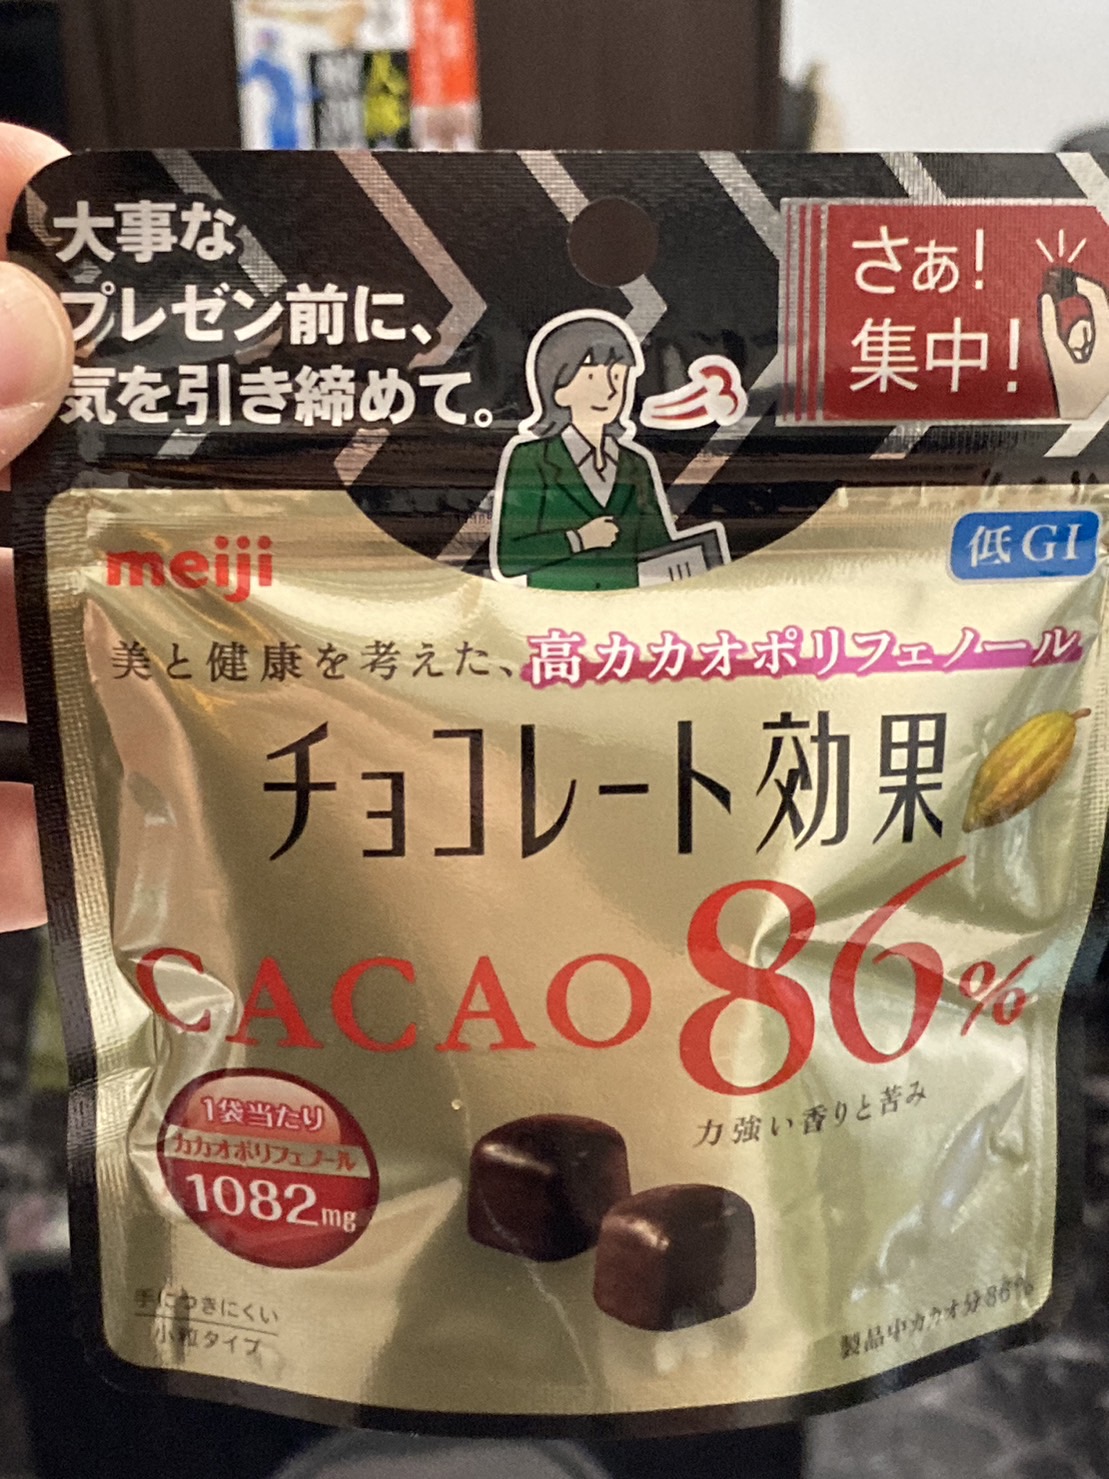 大事な
プレゼン前に、
気を引き締めて。
さぁ!
集中!
meiji
低GI
美と健康を考えた、高カカオポリフェノール
チョコレート効果
CACAO 86%
力強い香りと苦み
1袋当たり
カカオポリフェノール
1082mg
手につきにくい
小粒タイプ
製品中カカオ分86%